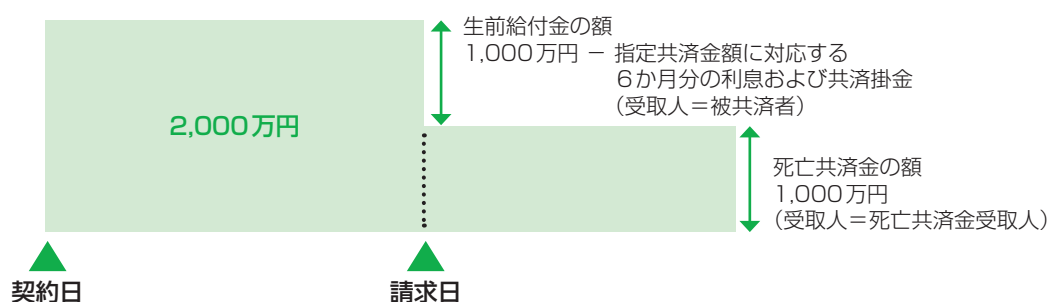 生前給付金の額
1,000万円 － 指定共済金額に対応する
6か月分の利息および共済掛金
（受取人＝被共済者）
2,000万円
死亡共済金の額
1,000万円
（受取人＝死亡共済金受取人）
契約日
請求日